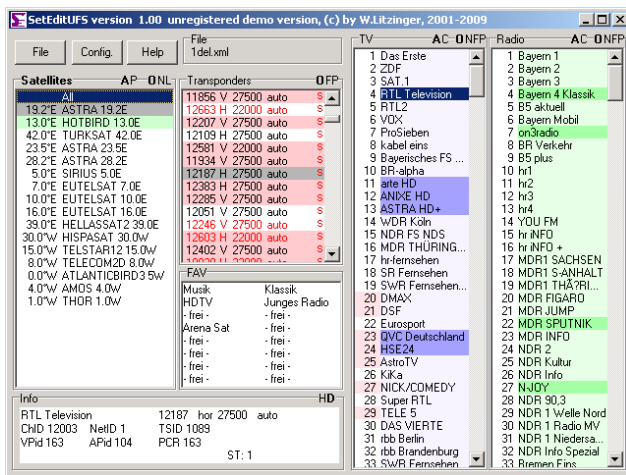 SetEditUFS version 1.00 unregistered demo version, (c) by W.Litzinger, 2001-2009
File
Config.
Help
File
1del.xml
Satellites AP ONL
All
19.2°E ASTRA 19.2E
13.0°E HOTBIRD 13.0E
42.0°E TURKSAT 42.0E
23.5°E ASTRA 23.5E
28.2°E ASTRA 28.2E
5.0°E SIRIUS 5.0E
7.0°E EUTELSAT 7.0E
10.0°E EUTELSAT 10.0E
16.0°E EUTELSAT 16.0E
39.0°E HELLASSAT2 39.0E
30.0°W HISPASAT 30.0W
15.0°W TELSTAR12 15.0W
8.0°W TELECOM2D 8.0W
0.0°W ATLANTICBIRD3 5W
4.0°W AMOS 4.0W
1.0°W THOR 1.0W
Transponders OFP
11856 V 27500 auto S
12663 H 22000 auto S
12207 V 27500 auto S
12109 H 27500 auto S
12581 V 22000 auto S
11934 V 27500 auto S
12187 H 27500 auto S
12383 H 27500 auto S
12285 V 27500 auto S
12051 V 27500 auto S
12246 V 27500 auto S
12603 H 22000 auto S
12402 V 27500 auto S
FAV
Musik Klassik
HDTV Junges Radio
- frei - - frei -
Arena Sat - frei -
- frei - - frei -
- frei - - frei -
- frei - - frei -
- frei - - frei -
Info HD
RTL Television 12187 hor 27500 auto
ChID 12003 NetID 1 TSID 1089
VPid 163 APid 104 PCR 163
ST: 1
TV AC ONFP
1 Das Erste
2 ZDF
3 SAT.1
4 RTL Television
5 RTL2
6 VOX
7 ProSieben
8 kabel eins
9 Bayerisches FS ...
10 BR-alpha
11 arte HD
12 ANIXE HD
13 ASTRA HD+
14 WDR Köln
15 NDR FS NDS
16 MDR THÜRING...
17 hr-fernsehen
18 SR Fernsehen
19 SWR Fernsehen...
20 DMAX
21 DSF
22 Eurosport
23 QVC Deutschland
24 HSE24
25 AstroTV
26 KiKa
27 NICK/COMEDY
28 Super RTL
29 TELE 5
30 DAS VIERTE
31 rbb Berlin
32 rbb Brandenburg
33 SWR Fernsehen
Radio AC ONFP
1 Bayern 1
2 Bayern 2
3 Bayern 3
4 Bayern 4 Klassik
5 B5 aktuell
6 Bayern Mobil
7 on3radio
8 BR Verkehr
9 B5 plus
10 hr1
11 hr2
12 hr3
13 hr4
14 YOU FM
15 hr iNFO
16 hr iNFO +
17 MDR1 SACHSEN
18 MDR1 S-ANHALT
19 MDR1 THÃ?RI...
20 MDR FIGARO
21 MDR JUMP
22 MDR SPUTNIK
23 MDR INFO
24 NDR 2
25 NDR Kultur
26 NDR Info
27 N-JOY
28 NDR 90,3
29 NDR 1 Welle Nord
30 NDR 1 Radio MV
31 NDR 1 Niedersa...
32 NDR Info Spezial
33 Bremen Eins